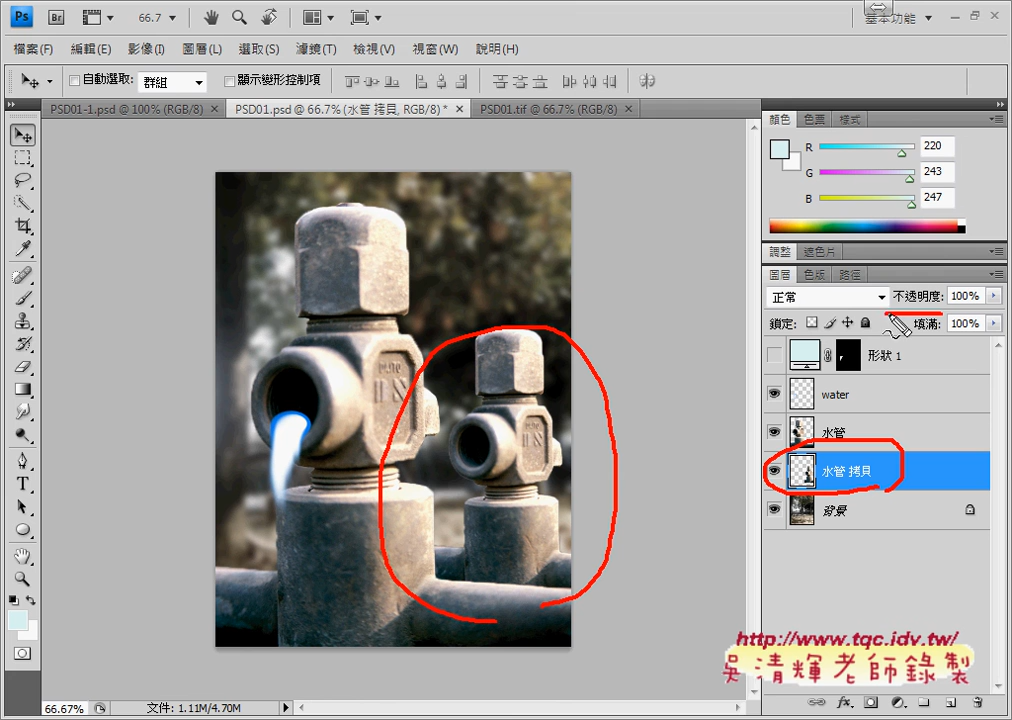 Ps Br 66.7 基本功能
檔案(F) 編輯(E) 影像(I) 圖層(L) 選取(S) 濾鏡(T) 檢視(V) 視窗(W) 說明(H)
自動選取: 群組 顯示變形控制項
PSD01-1.psd @ 100% (RGB/8) × PSD01.psd @ 66.7% (水管 拷貝, RGB/8) * × PSD01.tif @ 66.7% (RGB/8) ×
顏色 色票 樣式
R 220
G 243
B 247
調整 遮色片
圖層 色版 路徑
正常 不透明度: 100%
鎖定: 填滿: 100%
形狀 1
water
水管
水管 拷貝
背景
http://www.tqc.idv.tw/
吳清輝老師錄製
66.67% 文件: 1.11M/4.70M